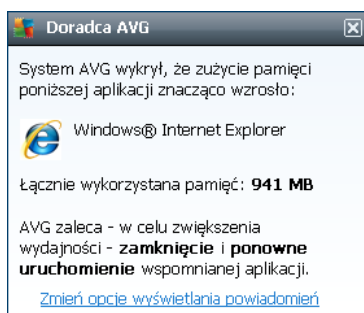 Doradca AVG
System AVG wykrył, że zużycie pamięci
poniższej aplikacji znacząco wzrosło:
Windows® Internet Explorer
Łącznie wykorzystana pamięć: 941 MB
AVG zaleca - w celu zwiększenia
wydajności - zamknięcie i ponowne
uruchomienie wspomnianej aplikacji.
Zmień opcje wyświetlania powiadomień